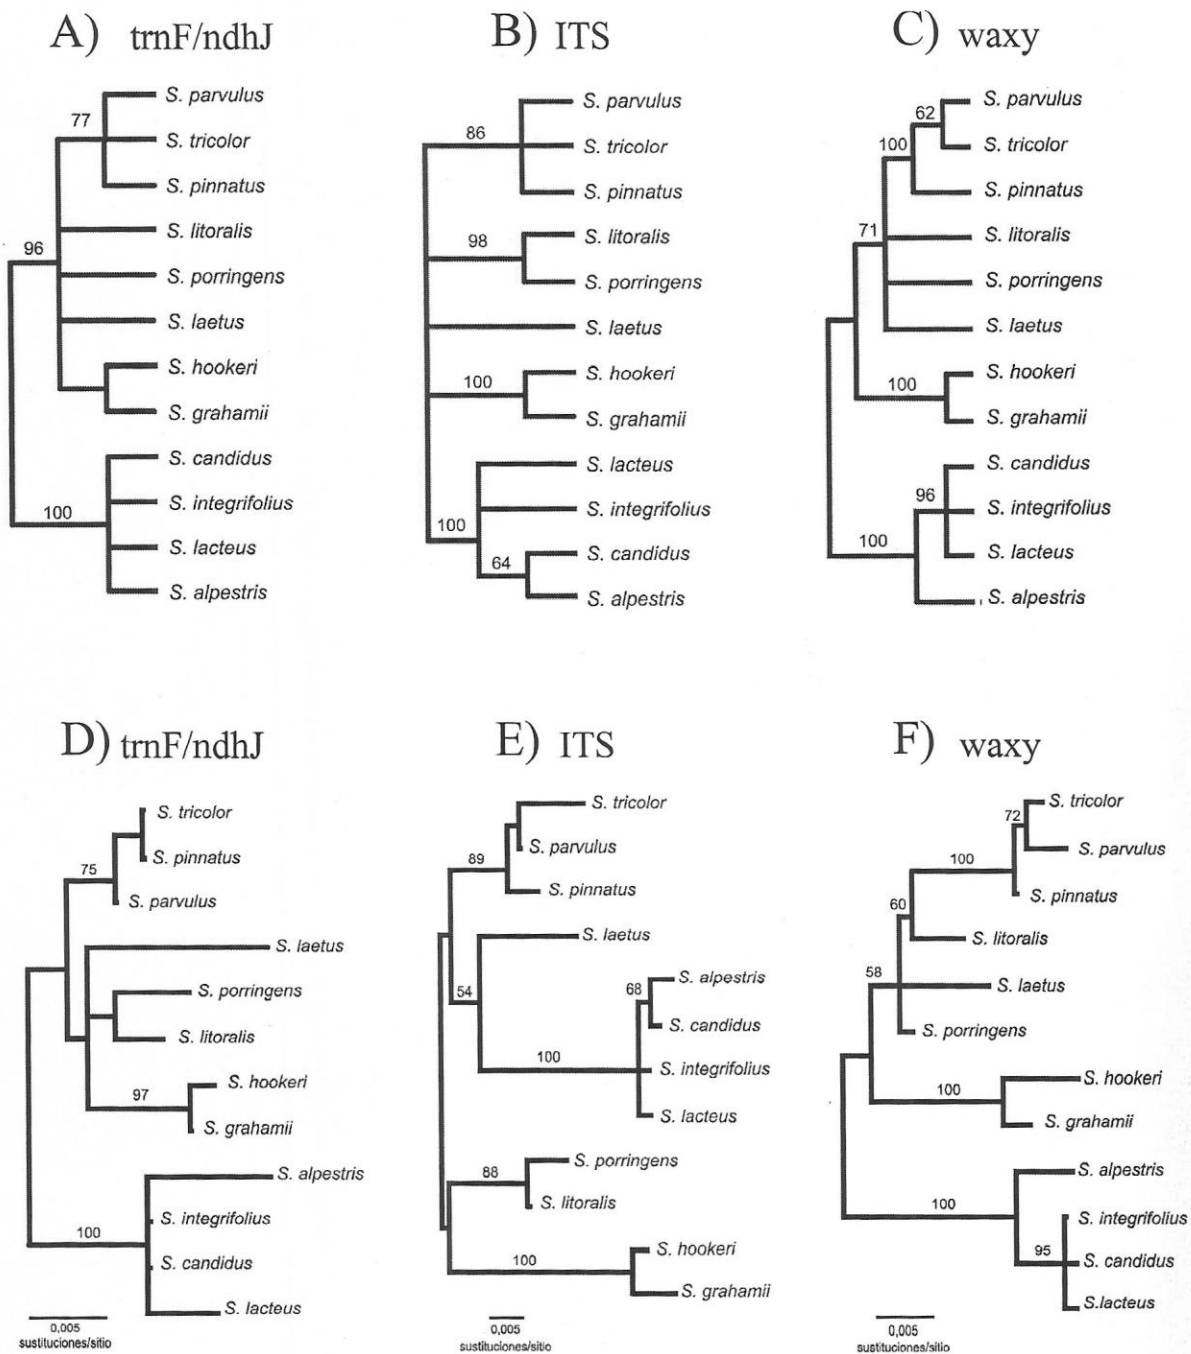 A) trnF/ndhJ
77
S. parvulus
S. tricolor
S. pinnatus
96
S. litoralis
S. porringens
S. laetus
S. hookeri
S. grahamii
S. candidus
S. integrifolius
100
S. lacteus
S. alpestris
B) ITS
S. parvulus
86
S. tricolor
S. pinnatus
98
S. litoralis
S. porringens
S. laetus
100
S. hookeri
S. grahamii
S. lacteus
S. integrifolius
100
S. candidus
64
S. alpestris
C) waxy
62
S. parvulus
100
S. tricolor
S. pinnatus
71
S. litoralis
S. porringens
S. laetus
S. hookeri
100
S. grahamii
S. candidus
96
S. integrifolius
100
S. lacteus
S. alpestris
D) trnF/ndhJ
S. tricolor
S. pinnatus
75
S. parvulus
S. laetus
S. porringens
S. litoralis
S. hookeri
97
S. grahamii
S. alpestris
S. integrifolius
100
S. candidus
S. lacteus
0,005
sustituciones/sitio
E) ITS
S. tricolor
S. parvulus
89
S. pinnatus
S. laetus
S. alpestris
68
54
S. candidus
100
S. integrifolius
S. lacteus
S. porringens
88
S. litoralis
S. hookeri
100
S. grahamii
0,005
sustituciones/sitio
F) waxy
S. tricolor
72
S. parvulus
100
S. pinnatus
60
S. litoralis
58
S. laetus
S. porringens
S. hookeri
100
S. grahamii
S. alpestris
100
S. integrifolius
95
S. candidus
S.lacteus
0,005
sustituciones/sitio